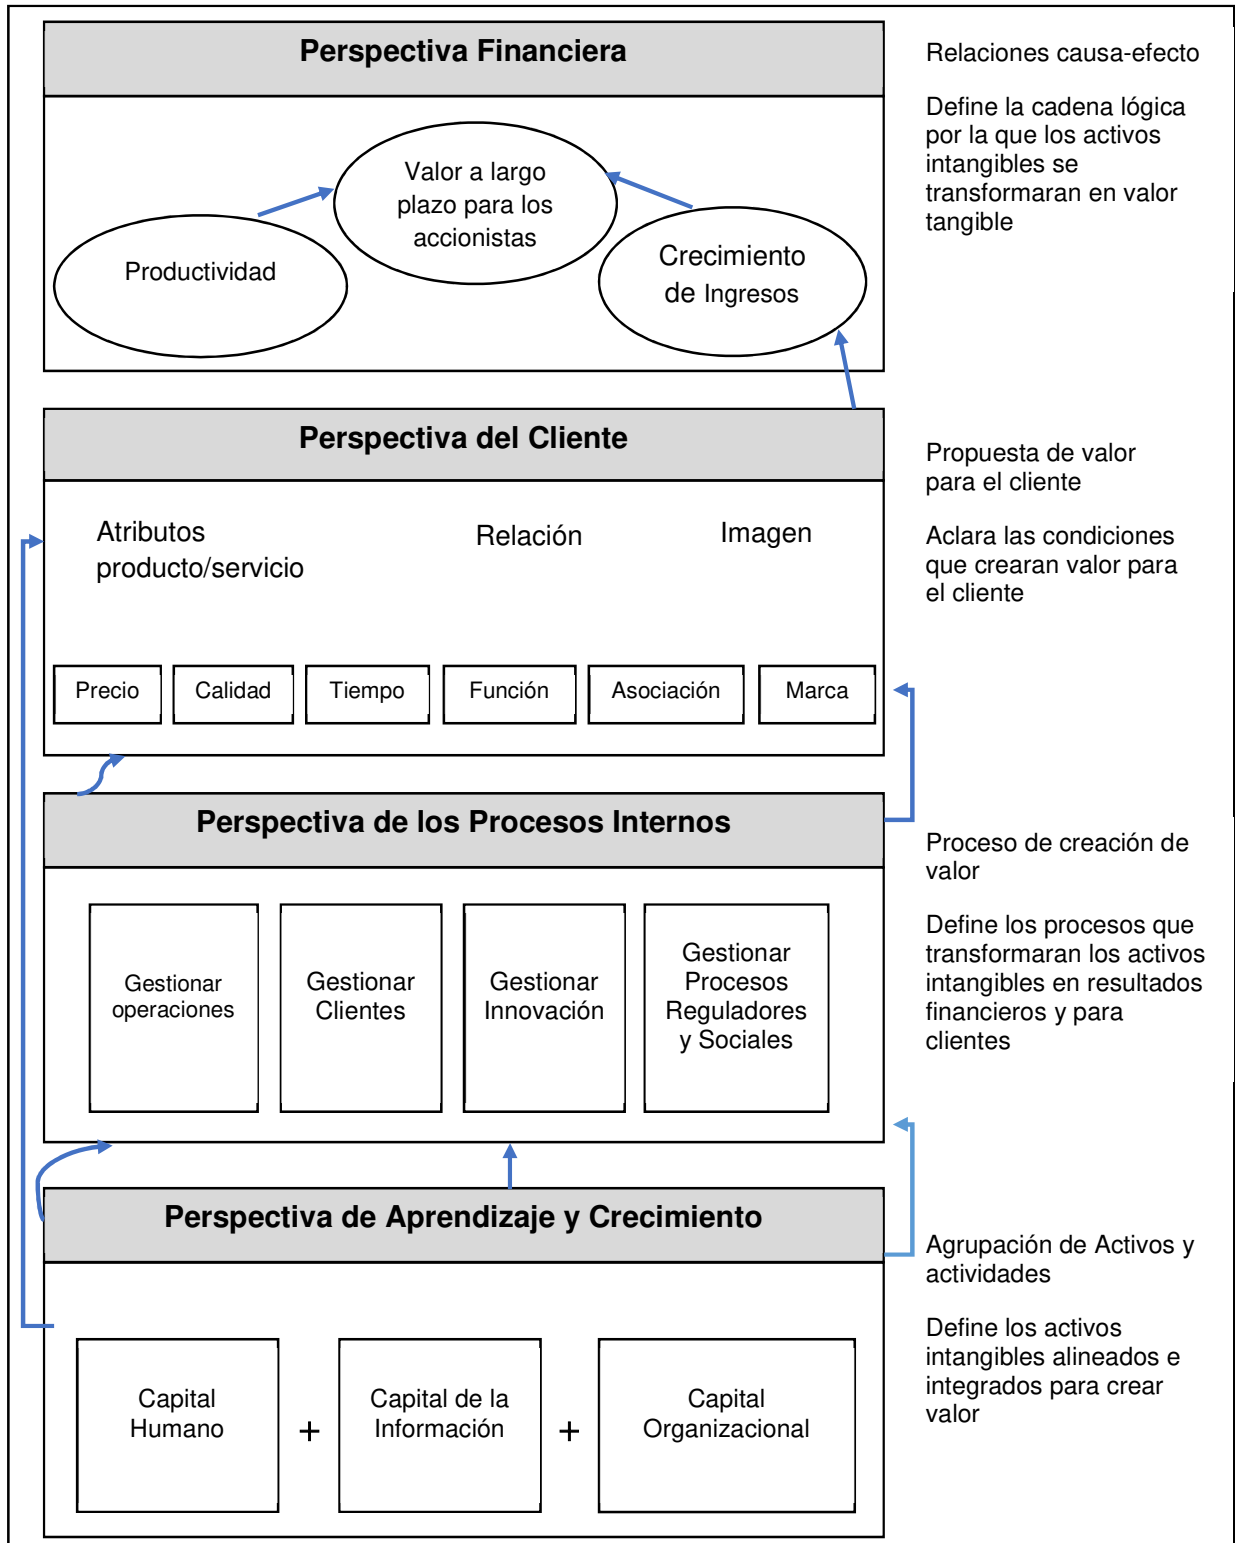 Perspectiva Financiera
Relaciones causa-efecto
Define la cadena lógica
por la que los activos
intangibles se
transformaran en valor
tangible
Valor a largo
plazo para los
accionistas
Productividad
Crecimiento
de Ingresos
Perspectiva del Cliente
Propuesta de valor
para el cliente
Aclara las condiciones
que crearan valor para
el cliente
Atributos
producto/servicio
Relación
Imagen
Precio
Calidad
Tiempo
Función
Asociación
Marca
Perspectiva de los Procesos Internos
Proceso de creación de
valor
Define los procesos que
transformaran los activos
intangibles en resultados
financieros y para
clientes
Gestionar
operaciones
Gestionar
Clientes
Gestionar
Innovación
Gestionar
Procesos
Reguladores
y Sociales
Perspectiva de Aprendizaje y Crecimiento
Agrupación de Activos y
actividades
Define los activos
intangibles alineados e
integrados para crear
valor
Capital
Humano
+
Capital de la
Información
+
Capital
Organizacional